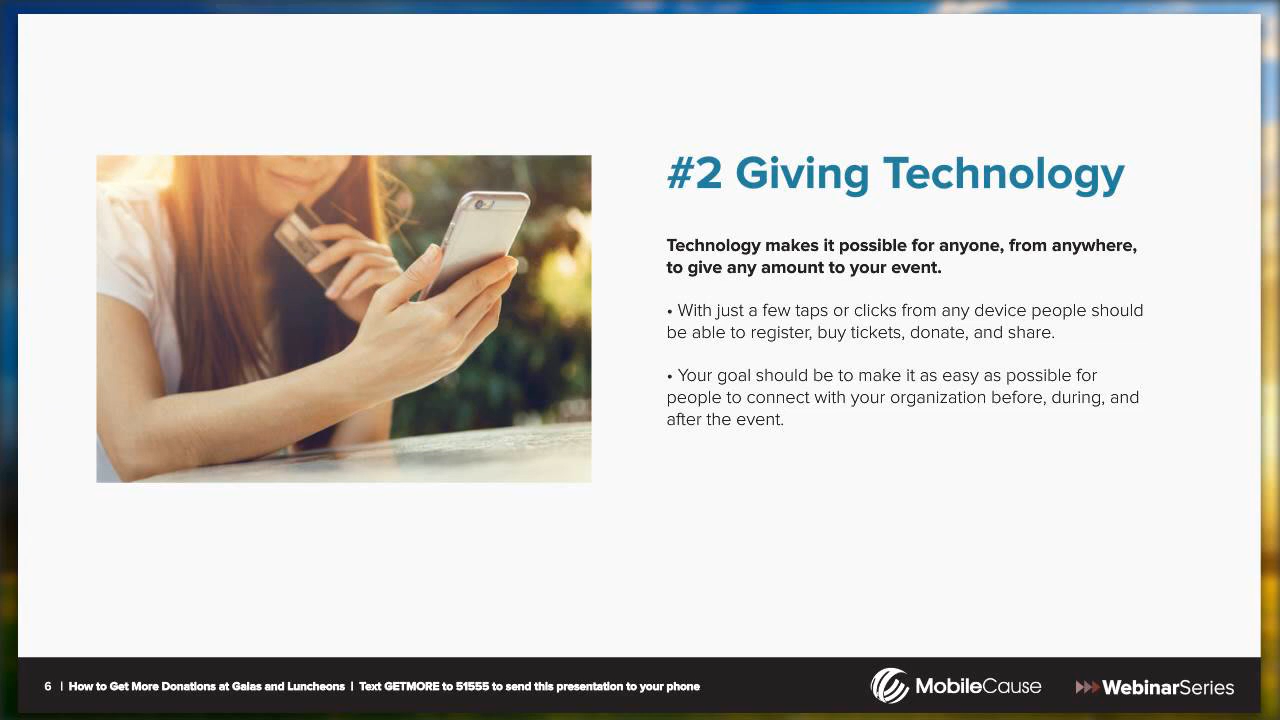 #2 Giving Technology
Technology makes it possible for anyone, from anywhere,
to give any amount to your event.
• With just a few taps or clicks from any device people should
be able to register, buy tickets, donate, and share.
• Your goal should be to make it as easy as possible for
people to connect with your organization before, during, and
after the event.
6 | How to Get More Donations at Galas and Luncheons | Text GETMORE to 51555 to send this presentation to your phone
MobileCause
WebinarSeries